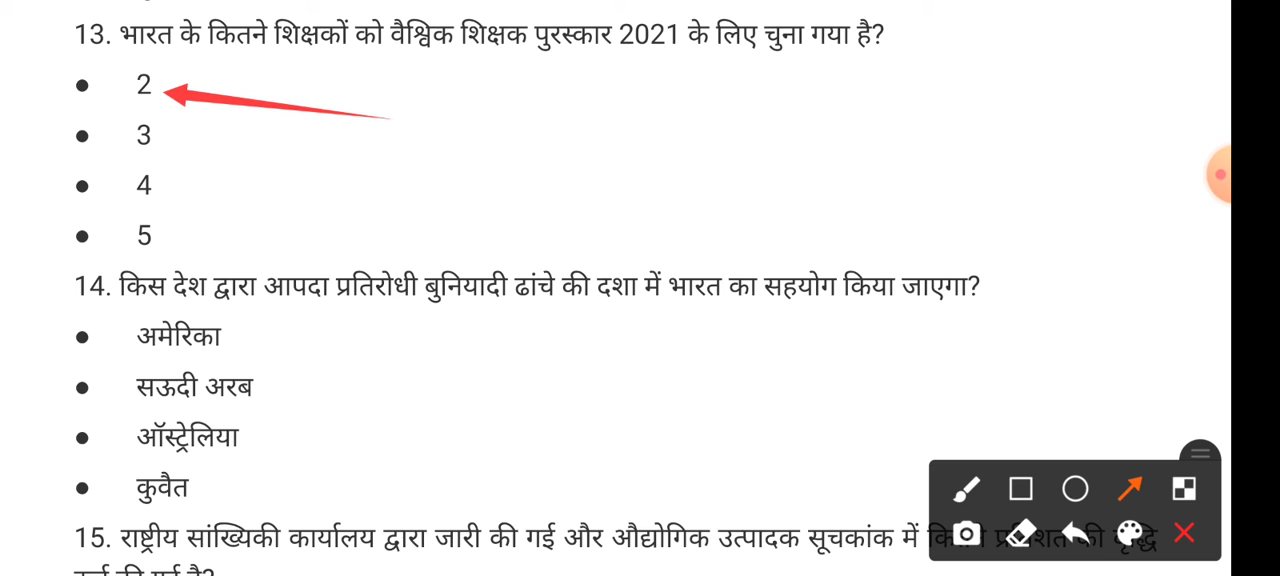 13. भारत के कितने शिक्षकों को वैश्विक शिक्षक पुरस्कार 2021 के लिए चुना गया है?
● 2
● 3
● 4
● 5
14. किस देश द्वारा आपदा प्रतिरोधी बुनियादी ढांचे की दशा में भारत का सहयोग किया जाएगा?
● अमेरिका
● सऊदी अरब
● ऑस्ट्रेलिया
● कुवैत
15. राष्ट्रीय सांख्यिकी कार्यालय द्वारा जारी की गई और औद्योगिक उत्पादक सूचकांक में की वृद्धि